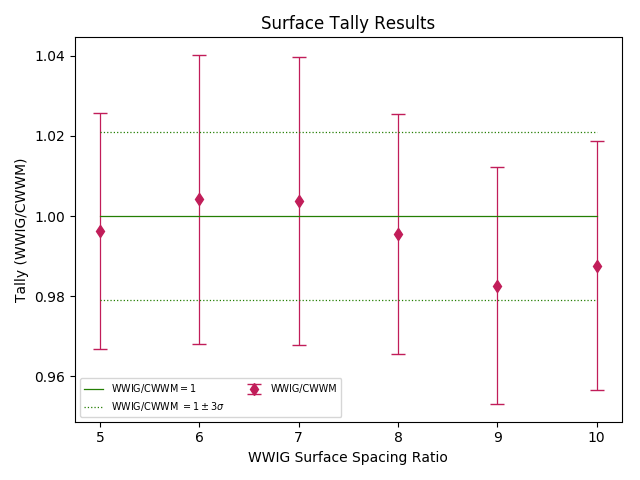 Surface Tally Results
Tally (WWIG/CWWM)
1.04
1.02
1.00
0.98
0.96
WWIG/CWWM = 1
WWIG/CWWM = 1 ± 3σ
WWIG/CWWM
5 6 7 8 9 10
WWIG Surface Spacing Ratio